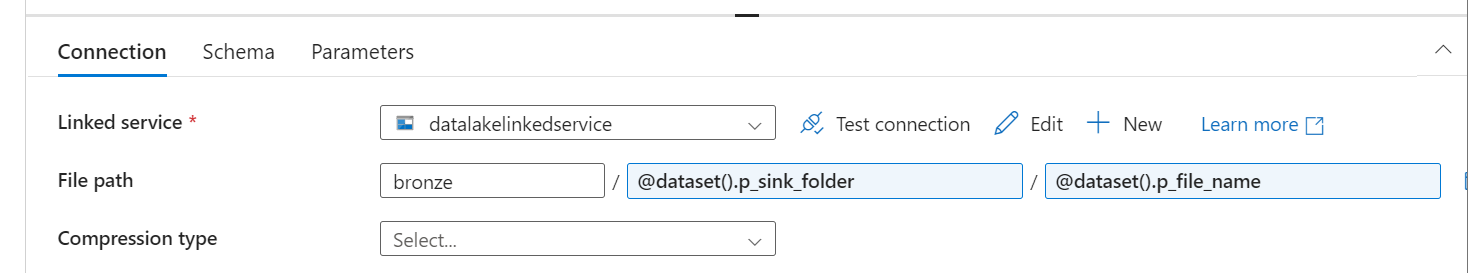 Connection Schema Parameters
Linked service * datalakelinkedservice Test connection Edit New Learn more
File path bronze / @dataset().p_sink_folder / @dataset().p_file_name
Compression type Select...